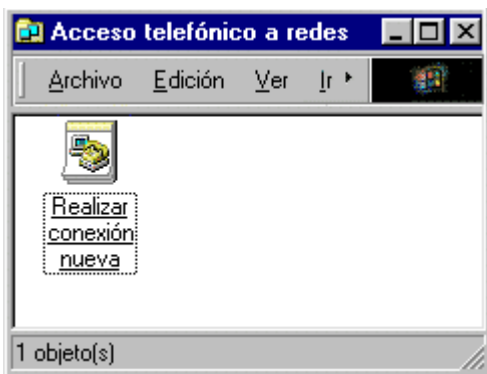 Acceso telefónico a redes
Archivo Edición Ver Ir
Realizar
conexión
nueva
1 objeto(s)